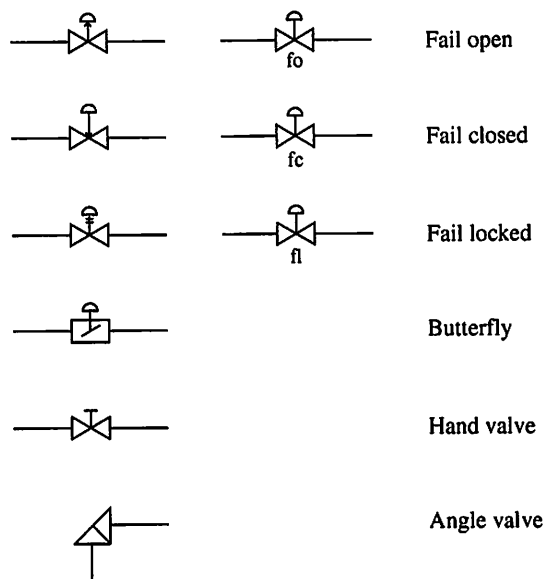 fo
Fail open
fc
Fail closed
fl
Fail locked
Butterfly
Hand valve
Angle valve